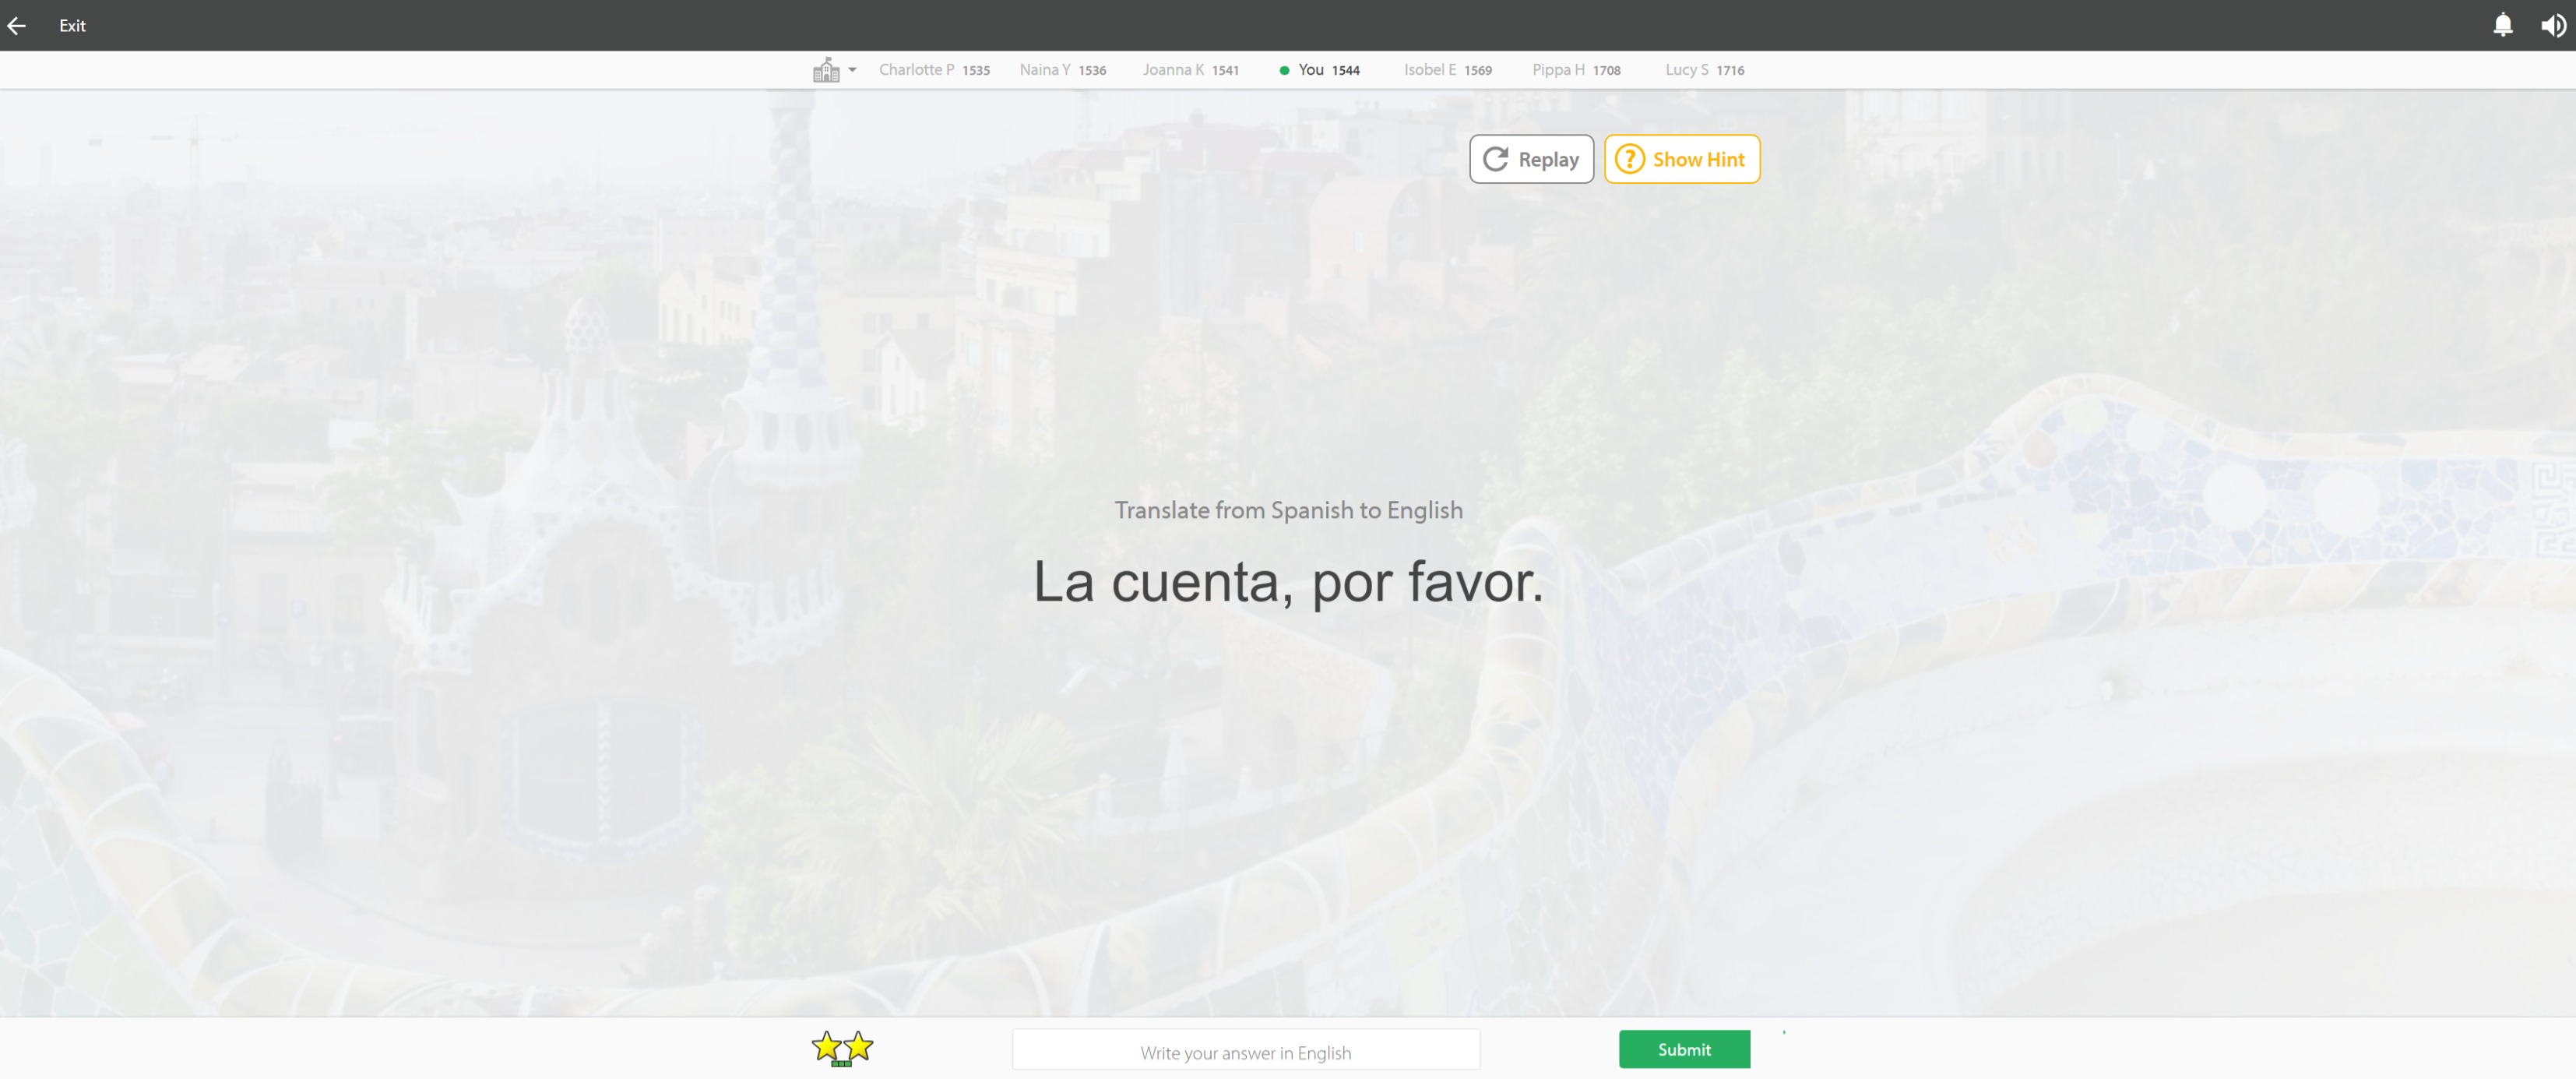 Exit
Charlotte P 1535 Naina Y 1536 Joanna K 1541 You 1544 Isobel E 1569 Pippa H 1708 Lucy S 1716
Replay ? Show Hint
Translate from Spanish to English
La cuenta, por favor.
Write your answer in English Submit